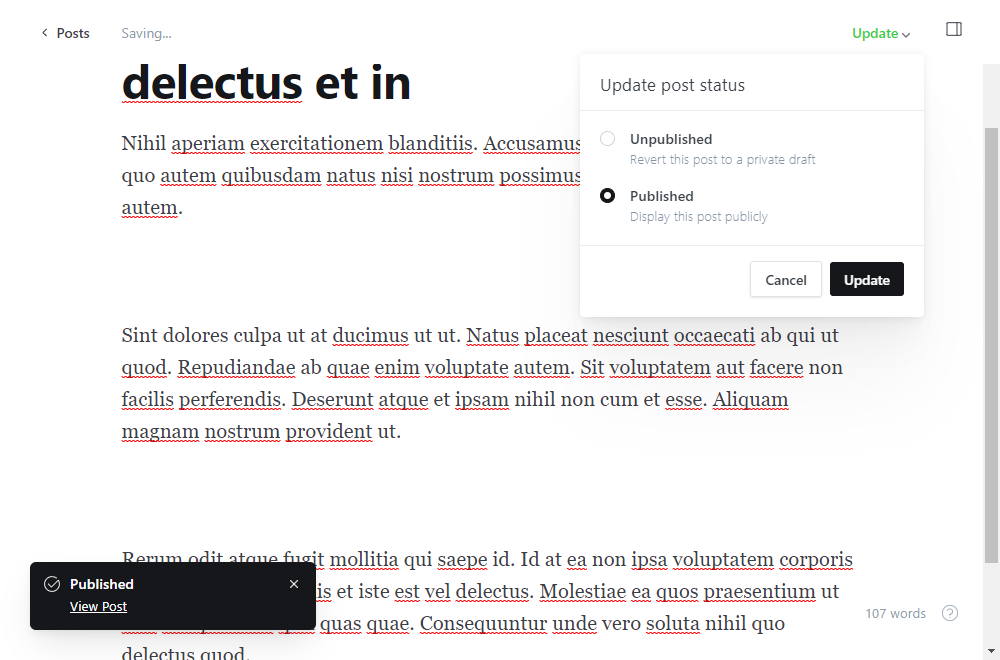 Posts
Saving...
Update
delectus et in
Update post status
Unpublished
Revert this post to a private draft
Published
Display this post publicly
Cancel
Update
Nihil aperiam exercitationem blanditiis. Accusamus
quo autem quibusdam natus nisi nostrum possimus
autem.
Sint dolores culpa ut at ducimus ut ut. Natus placeat nesciunt occaecati ab qui ut
quod. Repudiandae ab quae enim voluptate autem. Sit voluptatem aut facere non
facilis perferendis. Deserunt atque et ipsam nihil non cum et esse. Aliquam
magnam nostrum provident ut.
Rerum odit atque fugit mollitia qui saepe id. Id at ea non ipsa voluptatem corporis
is et iste est vel delectus. Molestiae ea quos praesentium ut
quas quae. Consequuntur unde vero soluta nihil quo
delectus quod.
Published
View Post
107 words